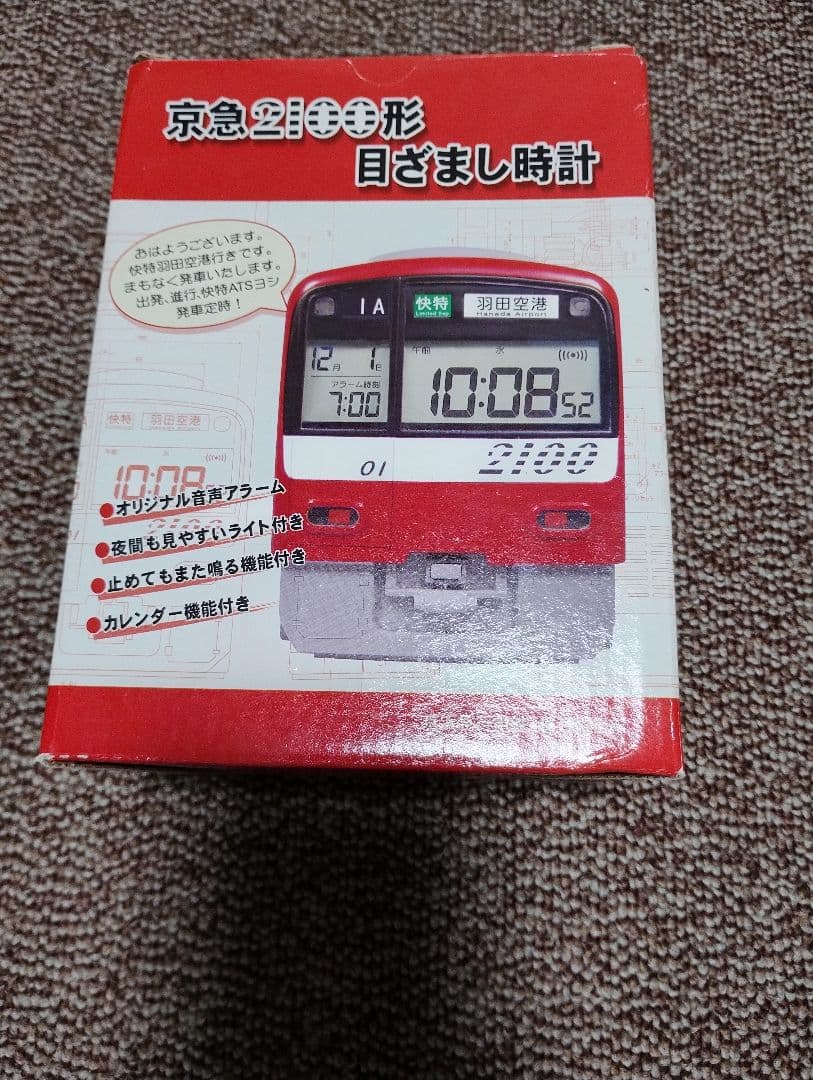 京急2100形
目ざまし時計
おはようございます。
快特羽田空港行きです。
まもなく発車いたします。
出発、進行、快特ATSヨシ
発車定時！
1A
快特
Limited Exp
羽田空港
Haneda Airport
12月 1日
アラーム時刻
7:00
午前 水 (((•)))
10:08 52
01
2100
快特 羽田空港
午前 水
10:08
●オリジナル音声アラーム
●夜間も見やすいライト付き
●止めてもまた鳴る機能付き
●カレンダー機能付き